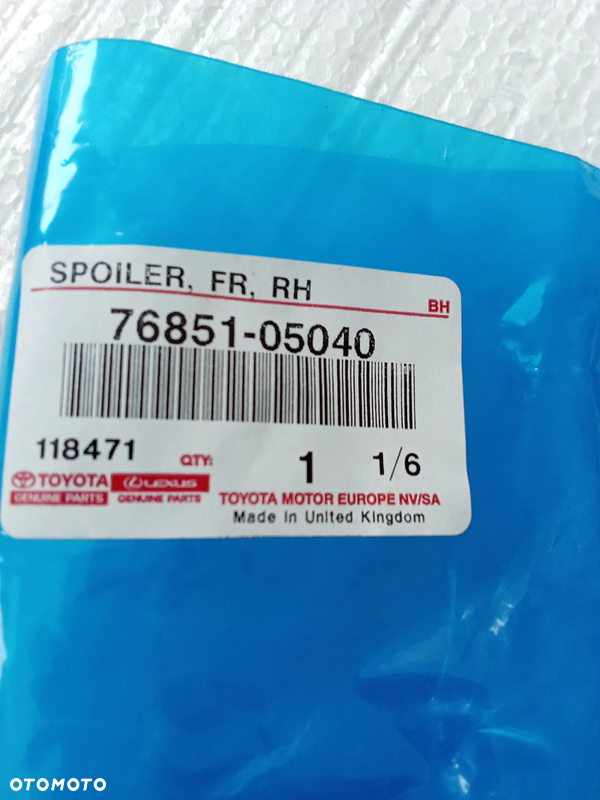 SPOILER, FR, RH
BH
76851-05040
118471 QTY: 1 1/6
TOYOTA LEXUS
GENUINE PARTS GENUINE PARTS
TOYOTA MOTOR EUROPE NV/SA
Made in United Kingdom
OTOMOTO